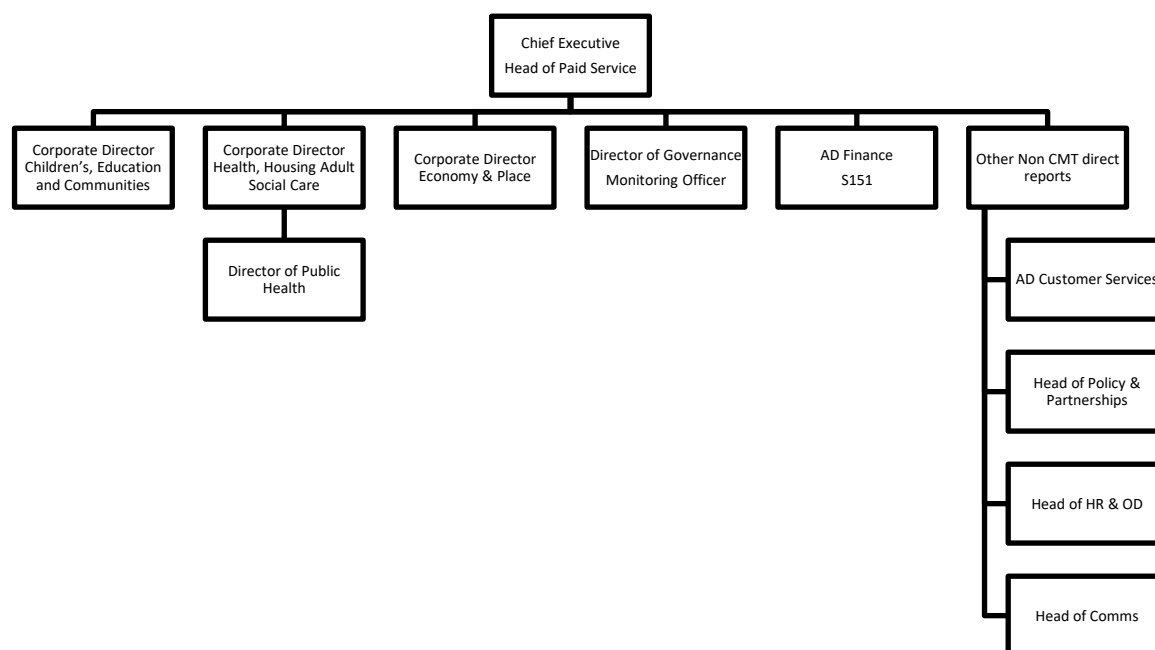 Chief Executive
Head of Paid Service
Corporate Director
Children’s, Education
and Communities
Corporate Director
Health, Housing Adult
Social Care
Corporate Director
Economy & Place
Director of Governance
Monitoring Officer
AD Finance
S151
Other Non CMT direct
reports
Director of Public
Health
AD Customer Services
Head of Policy &
Partnerships
Head of HR & OD
Head of Comms